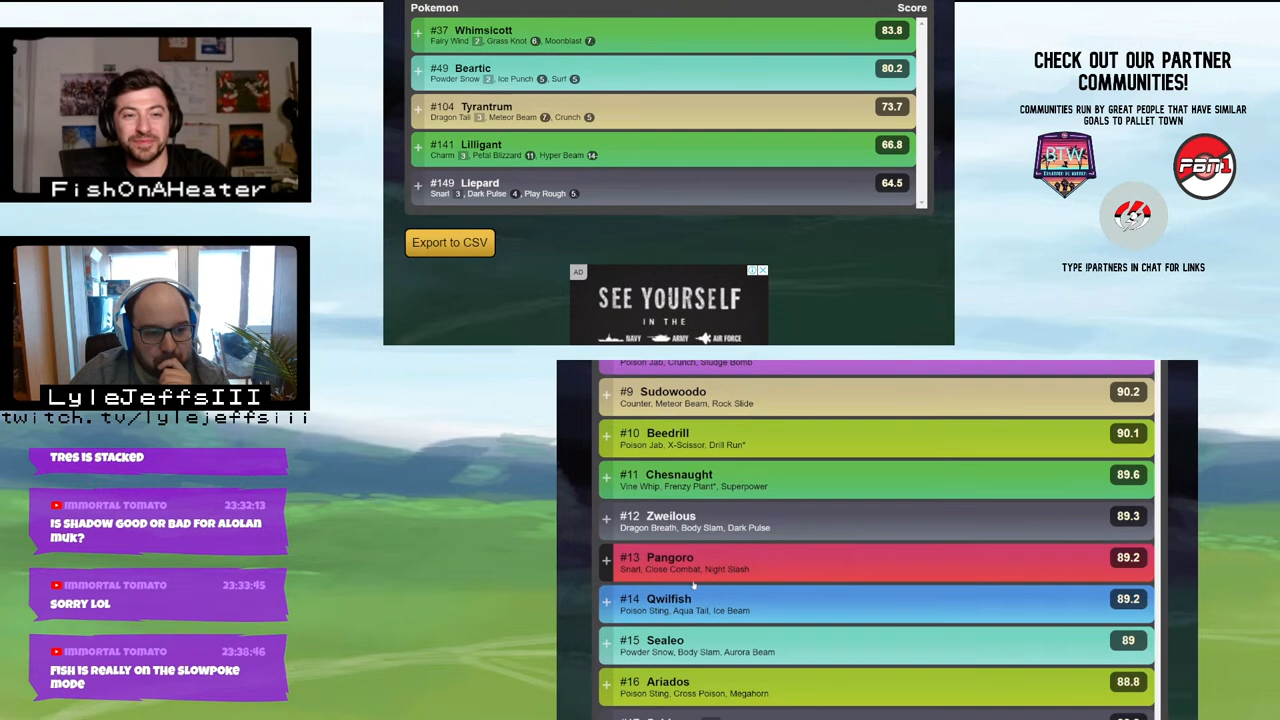 Pokemon Score
#37 Whimsicott 83.8
Fairy Wind 2, Grass Knot 6, Moonblast 7
#49 Beartic 80.2
Powder Snow 2, Ice Punch 5, Surf 5
#104 Tyrantrum 73.7
Dragon Tail 3, Meteor Beam 7, Crunch 5
#141 Lilligant 66.8
Charm 3, Petal Blizzard 11, Hyper Beam 14
#149 Liepard 64.5
Snarl 3, Dark Pulse 4, Play Rough 5
Export to CSV
AD
SEE YOURSELF
IN THE
NAVY ARMY AIR FORCE
FishOnAHeater
LyleJeffsIII
twitch.tv/lylejeffsiii
TRES IS STACKED
IMMORTAL TOMATO 23:32:13
IS SHADOW GOOD OR BAD FOR ALOLAN
MUK?
IMMORTAL TOMATO 23:33:45
SORRY LOL
IMMORTAL TOMATO 23:38:46
FISH IS REALLY ON THE SLOWPOKE
MODE
CHECK OUT OUR PARTNER
COMMUNITIES!
COMMUNITIES RUN BY GREAT PEOPLE THAT HAVE SIMILAR
GOALS TO PALLET TOWN
BTW
PBN1
TYPE !PARTNERS IN CHAT FOR LINKS
Poison Jab, Crunch, Sludge Bomb
#9 Sudowoodo 90.2
Counter, Meteor Beam, Rock Slide
#10 Beedrill 90.1
Poison Jab, X-Scissor, Drill Run*
#11 Chesnaught 89.6
Vine Whip, Frenzy Plant*, Superpower
#12 Zweilous 89.3
Dragon Breath, Body Slam, Dark Pulse
#13 Pangoro 89.2
Snarl, Close Combat, Night Slash
#14 Qwilfish 89.2
Poison Sting, Aqua Tail, Ice Beam
#15 Sealeo 89
Powder Snow, Body Slam, Aurora Beam
#16 Ariados 88.8
Poison Sting, Cross Poison, Megahorn